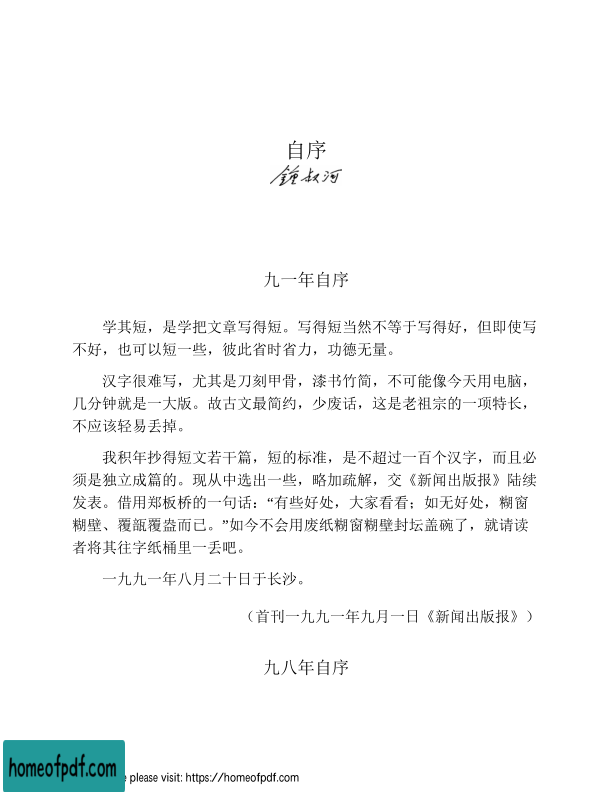 自序
鍾叔河
九一年自序
学其短，是学把文章写得短。写得短当然不等于写得好，但即使写
不好，也可以短一些，彼此省时省力，功德无量。
汉字很难写，尤其是刀刻甲骨，漆书竹简，不可能像今天用电脑，
几分钟就是一大版。故古文最简约，少废话，这是老祖宗的一项特长，
不应该轻易丢掉。
我积年抄得短文若干篇，短的标准，是不超过一百个汉字，而且必
须是独立成篇的。现从中选出一些，略加疏解，交《新闻出版报》陆续
发表。借用郑板桥的一句话：“有些好处，大家看看；如无好处，糊窗
糊壁、覆瓿覆盎而已。”如今不会用废纸糊窗糊壁封坛盖碗了，就请读
者将其往字纸桶里一丢吧。
一九九一年八月二十日于长沙。
（首刊一九九一年九月一日《新闻出版报》）
九八年自序
homeofpdf.com
e please visit: https://homeofpdf.com